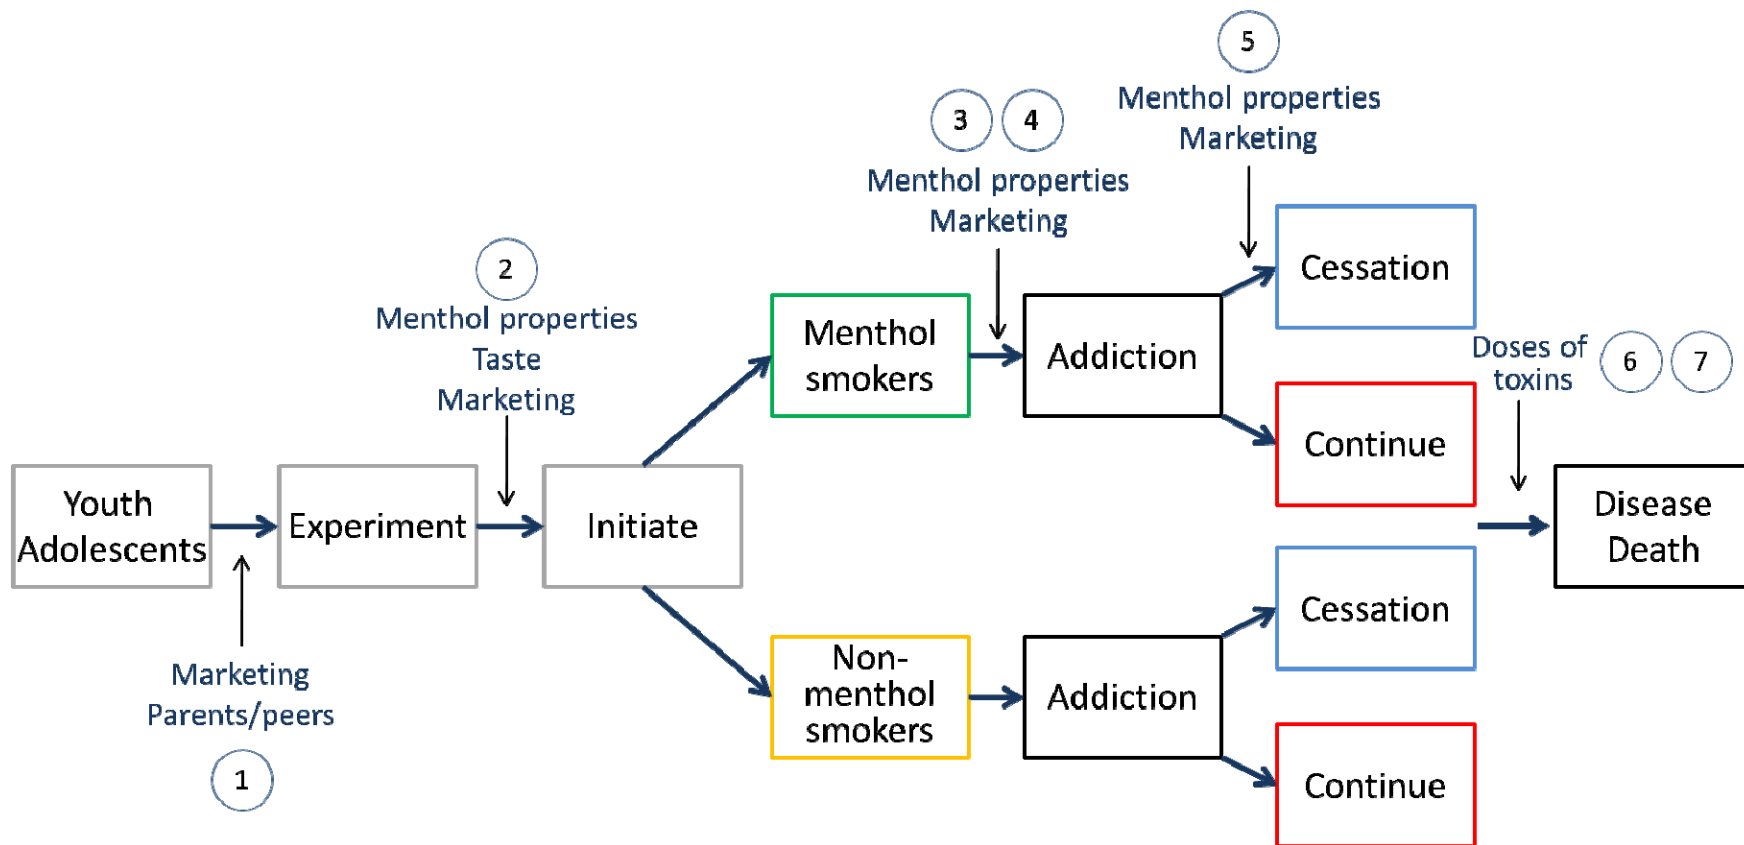 Youth
Adolescents
Marketing
Parents/peers
1
Experiment
2
Menthol properties
Taste
Marketing
Initiate
Menthol
smokers
3 4
Menthol properties
Marketing
Addiction
5
Menthol properties
Marketing
Cessation
Continue
Non-
menthol
smokers
Addiction
Cessation
Continue
Doses of
toxins
6 7
Disease
Death